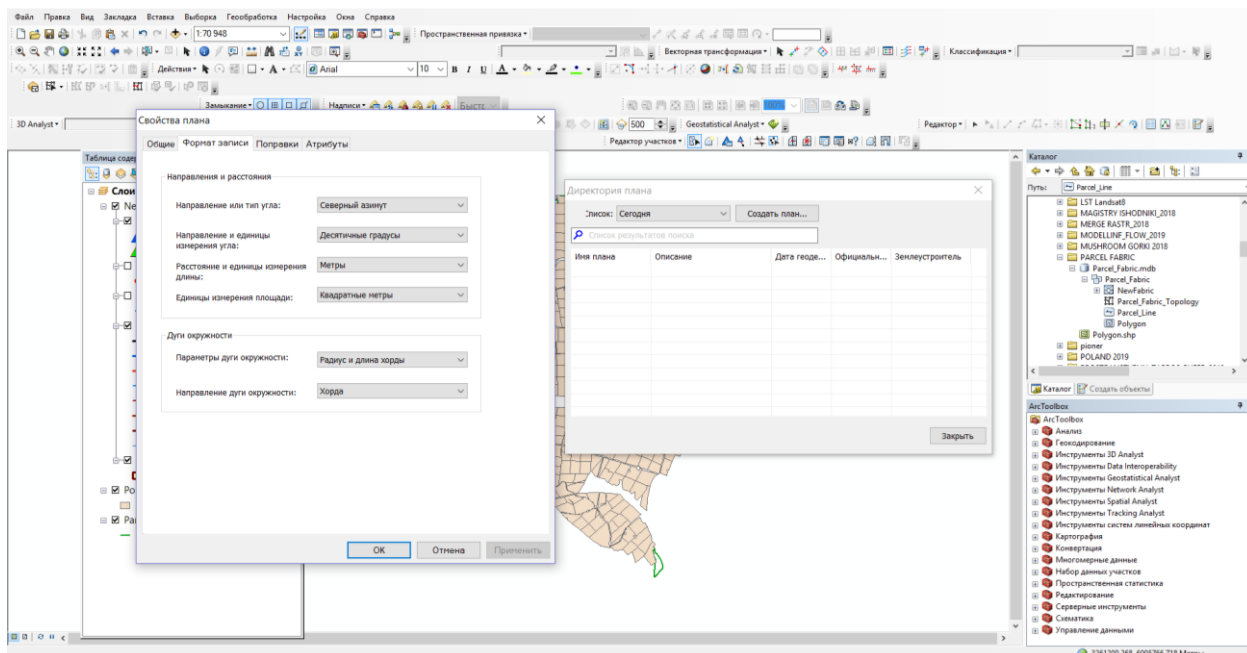 Файл Правка Вид Закладка Вставка Выборка Геообработка Настройка Окна Справка
1:70 948
Пространственная привязка
Векторная трансформация
Классификация
Действия
Arial
10
Замыкание
Надписи
Быстс
100%
3D Analyst
500
Geostatistical Analyst
Редактор
Редактор участков
Свойства плана
Общие Формат записи Поправки Атрибуты
Направления и расстояния
Направление или тип угла:
Северный азимут
Направление и единицы измерения угла:
Десятичные градусы
Расстояние и единицы измерения длины:
Метры
Единицы измерения площади:
Квадратные метры
Дуги окружности
Параметры дуги окружности:
Радиус и длина хорды
Направление дуги окружности:
Хорда
ОК Отмена Применить
Таблица содер
Слои
Ne
Po
Pa
Директория плана
Список: Сегодня
Создать план...
Список результатов поиска
Имя плана Описание Дата геоде... Официальн... Землеустроитель
Закрыть
Каталог
Путь: Parcel_Line
LST Landsat8
MAGISTRY ISHODNIKI_2018
MERGE RASTR_2018
MODELLINF_FLOW_2019
MUSHROOM GORKI 2018
PARCEL FABRIC
Parcel_Fabric.mdb
Parcel_Fabric
NewFabric
Parcel_Fabric_Topology
Parcel_Line
Polygon
Polygon.shp
pioner
POLAND 2019
Каталог Создать объекты
ArcToolbox
ArcToolbox
Анализ
Геокодирование
Инструменты 3D Analyst
Инструменты Data Interoperability
Инструменты Geostatistical Analyst
Инструменты Network Analyst
Инструменты Spatial Analyst
Инструменты Tracking Analyst
Инструменты систем линейных координат
Картография
Конвертация
Многомерные данные
Набор данных участков
Пространственная статистика
Редактирование
Серверные инструменты
Схематика
Управление данными